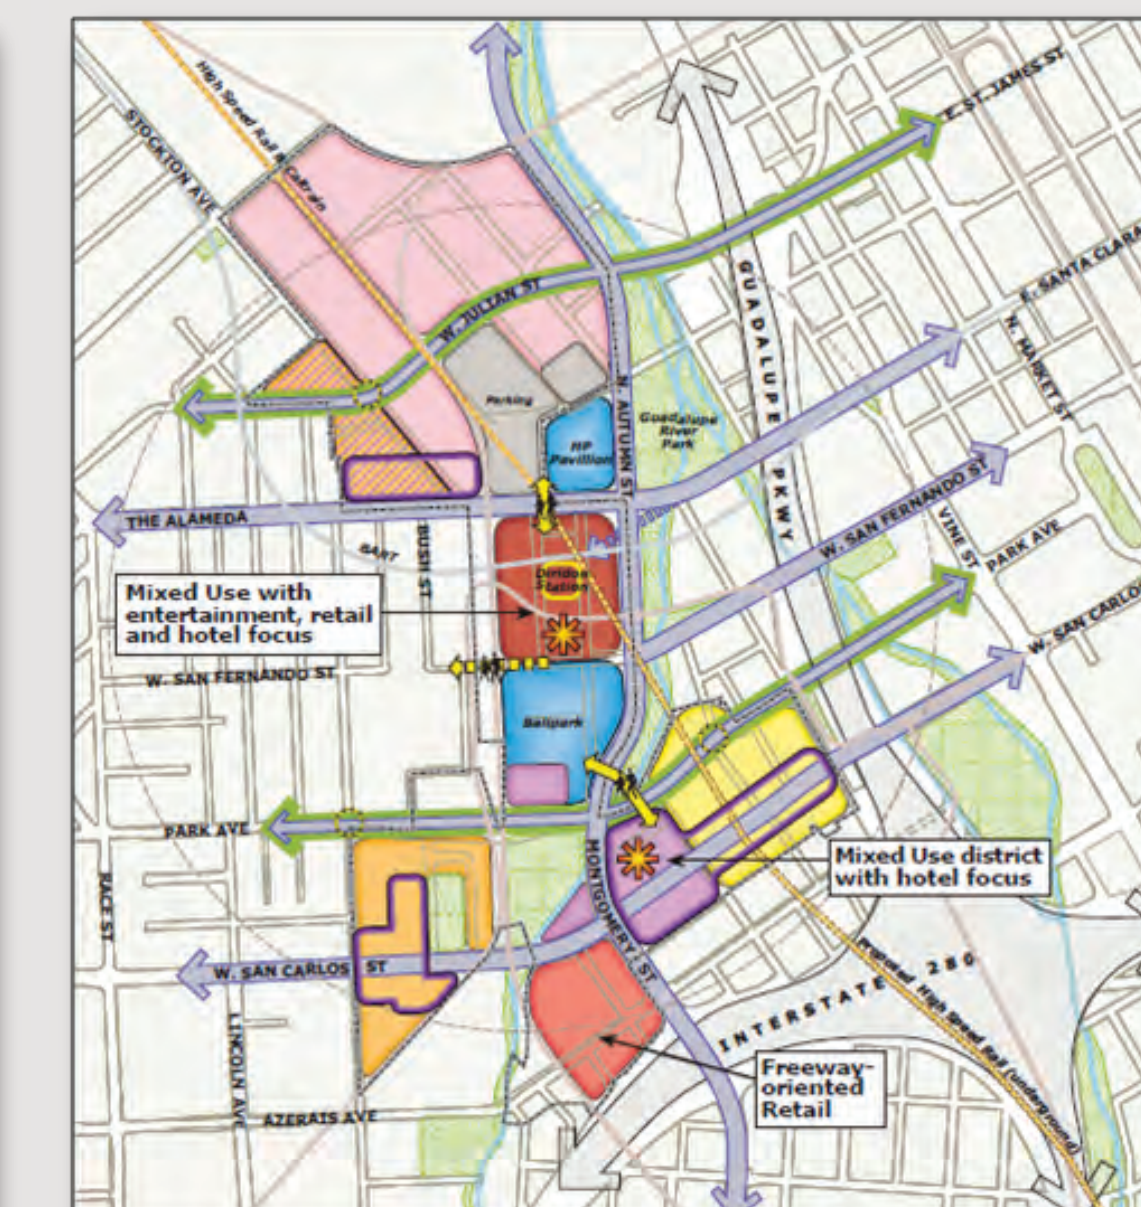 High Speed Rail & Caltrain
STOCKTON AVE
E. ST. JAMES ST
W. JULIAN ST
GUADALUPE PKWY
E. SANTA CLARA
N. MARKET ST
Parking
N. AUTUMN ST
Guadalupe
River
Park
HP
Pavillion
THE ALAMEDA
BART
BUSH ST
W. SAN FERNANDO ST
VINE ST
PARK AVE
Mixed Use with
entertainment, retail
and hotel focus
Diridon
Station
W. SAN CARLO
W. SAN FERNANDO ST
Ballpark
PARK AVE
MONTGOMERY ST
Mixed Use district
with hotel focus
RACE ST
W. SAN CARLOS ST
Proposed High Speed Rail (underground)
INTERSTATE 280
LINCOLN AVE
Freeway-
oriented
Retail
AZERAIS AVE